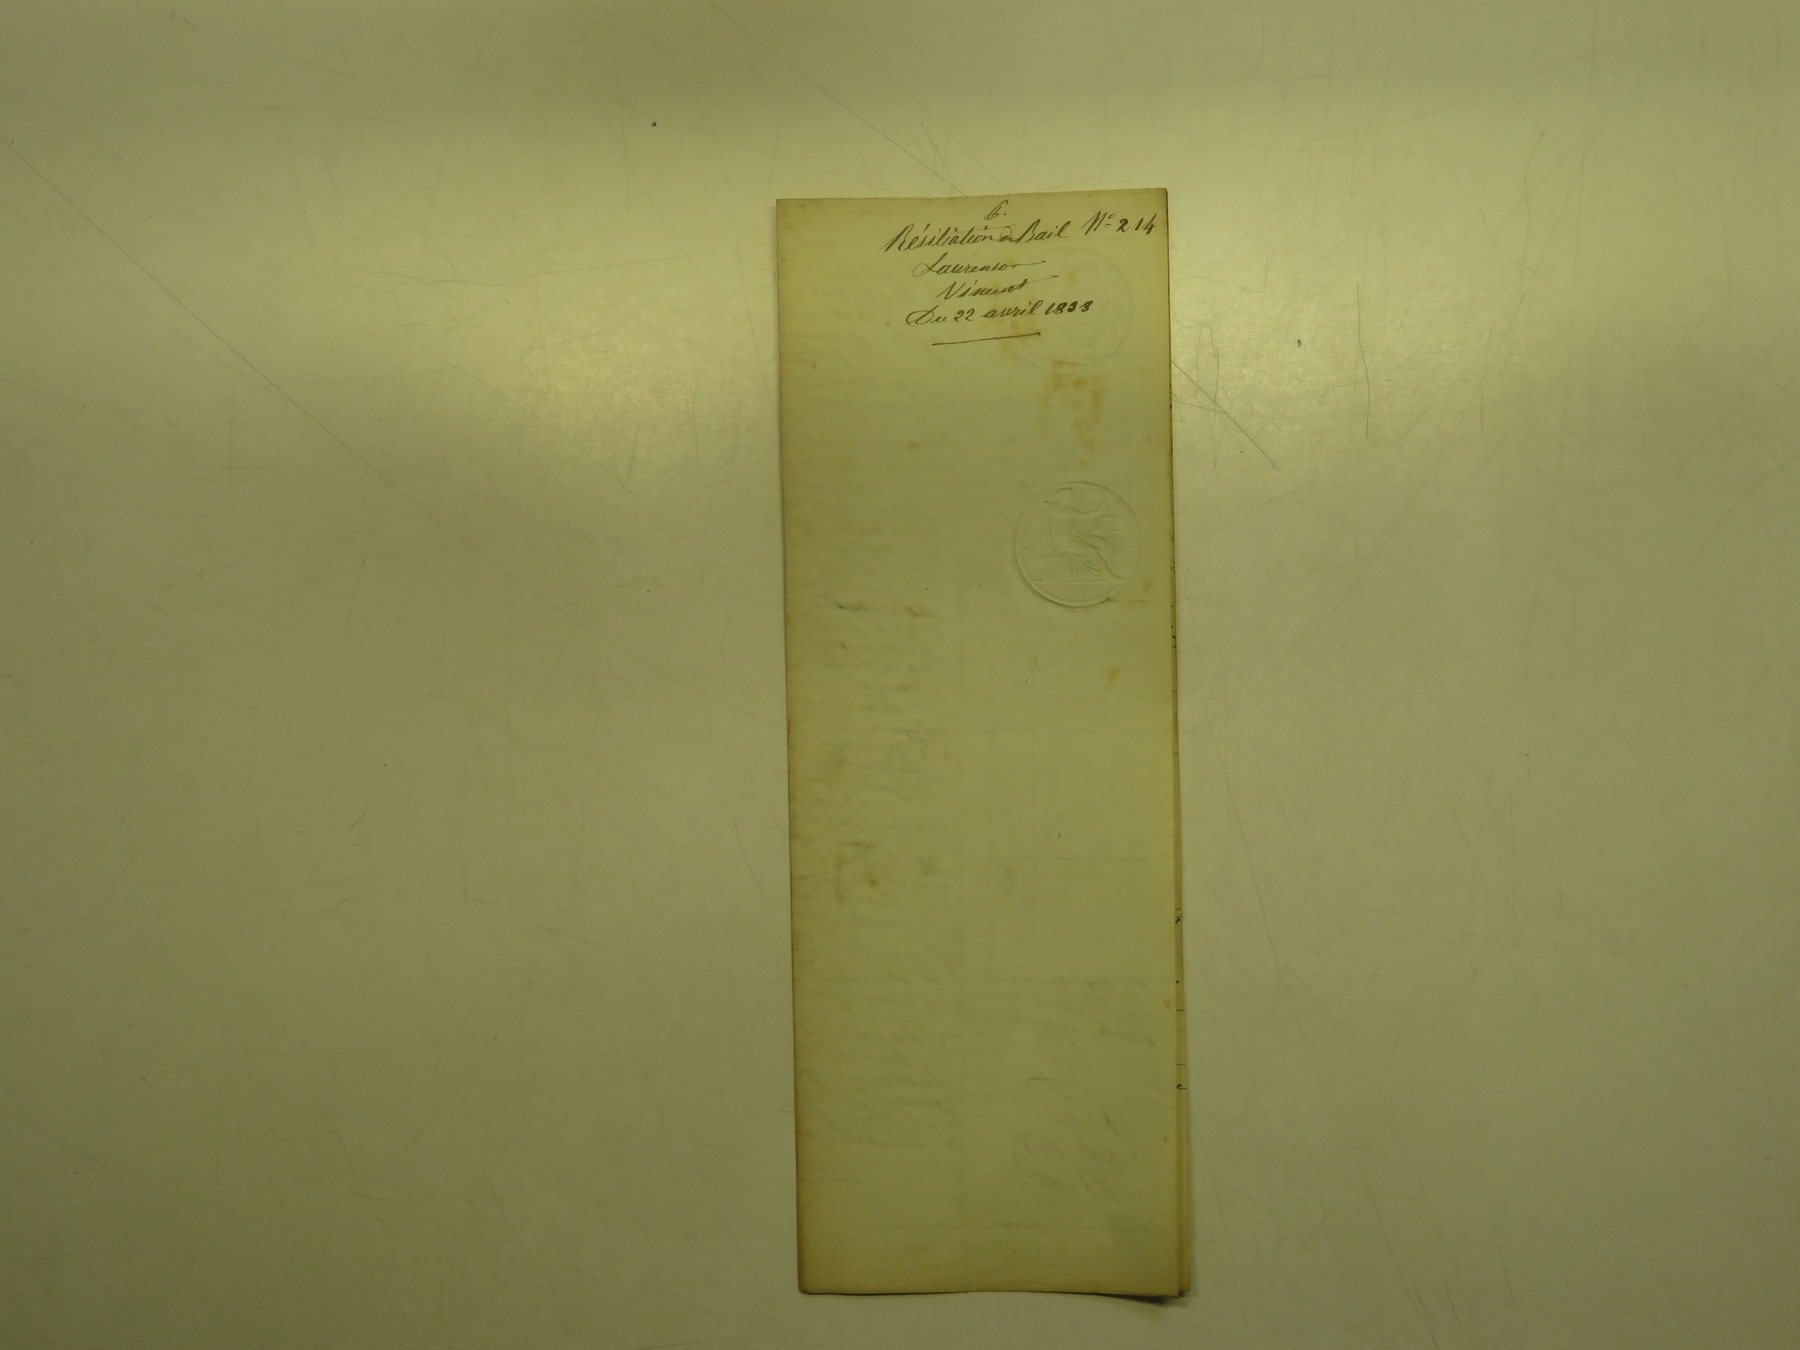 6.
Résiliation de Bail N° 214
Laurenson
Vincent
Du 22 avril 1838